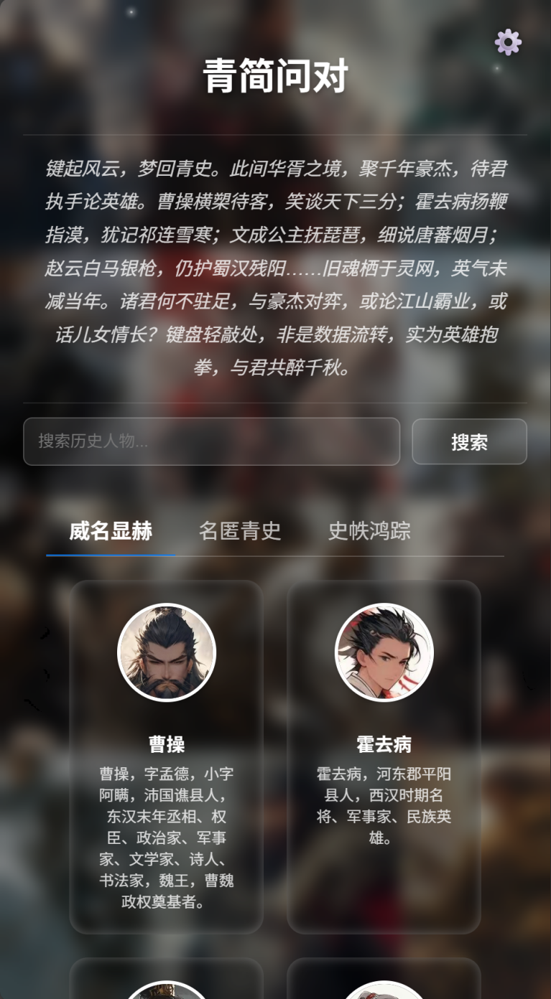 青简问对
键起风云，梦回青史。此间华胥之境，聚千年豪杰，待君
执手论英雄。曹操横槊待客，笑谈天下三分；霍去病扬鞭
指漠，犹记祁连雪寒；文成公主抚琵琶，细说唐蕃烟月；
赵云白马银枪，仍护蜀汉残阳……旧魂栖于灵网，英气未
减当年。诸君何不驻足，与豪杰对弈，或论江山霸业，或
话儿女情长？键盘轻敲处，非是数据流转，实为英雄抱
拳，与君共醉千秋。
搜索历史人物...
搜索
威名显赫
名匿青史
史帙鸿踪
曹操
曹操，字孟德，小字
阿瞒，沛国谯县人，
东汉末年丞相、权
臣、政治家、军事
家、文学家、诗人、
书法家，魏王，曹魏
政权奠基者。
霍去病
霍去病，河东郡平阳
县人，西汉时期名
将、军事家、民族英
雄。